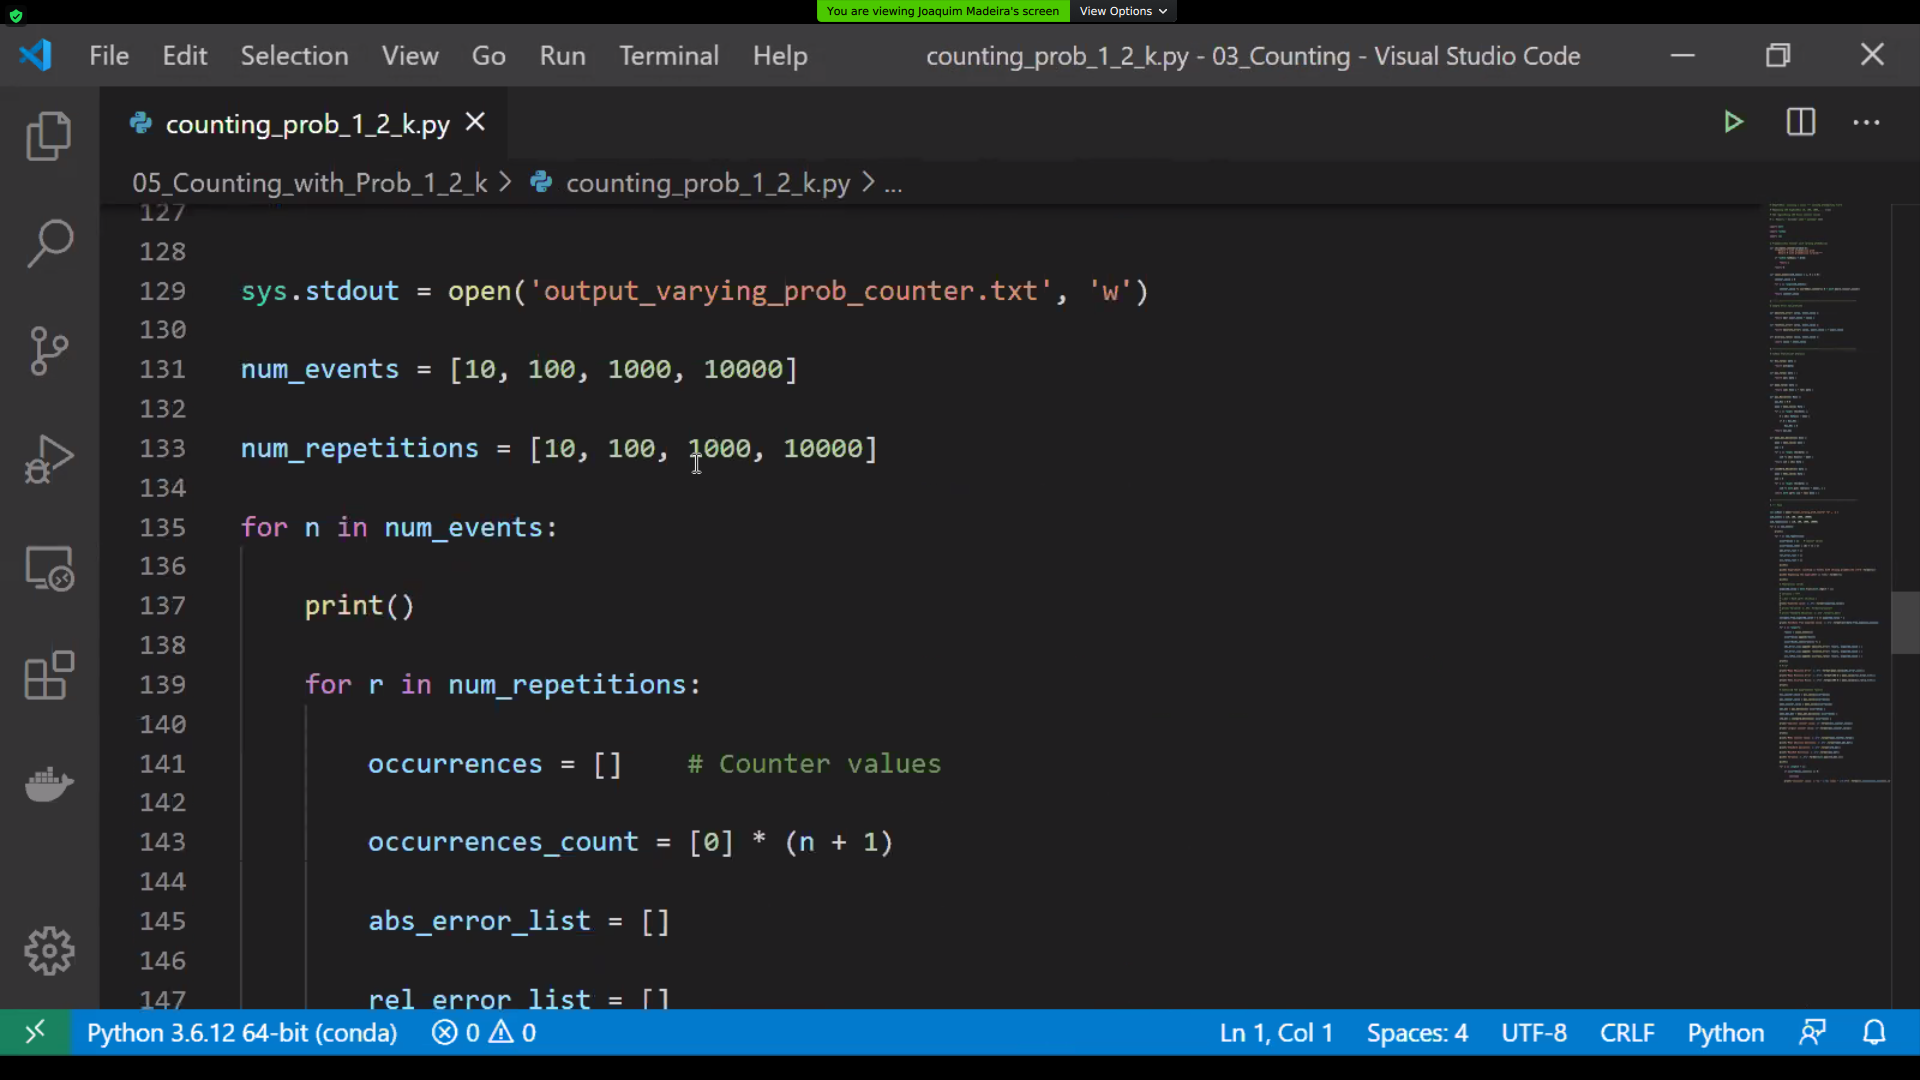 You are viewing Joaquim Madeira's screen View Options
File Edit Selection View Go Run Terminal Help counting_prob_1_2_k.py - 03_Counting - Visual Studio Code
counting_prob_1_2_k.py
05_Counting_with_Prob_1_2_k > counting_prob_1_2_k.py > ...
127
128
129 sys.stdout = open('output_varying_prob_counter.txt', 'w')
130
131 num_events = [10, 100, 1000, 10000]
132
133 num_repetitions = [10, 100, 1000, 10000]
134
135 for n in num_events:
136
137 print()
138
139 for r in num_repetitions:
140
141 occurrences = [] # Counter values
142
143 occurrences_count = [0] * (n + 1)
144
145 abs_error_list = []
146
147 rel_error_list = []
Python 3.6.12 64-bit (conda) 0 0 Ln 1, Col 1 Spaces: 4 UTF-8 CRLF Python